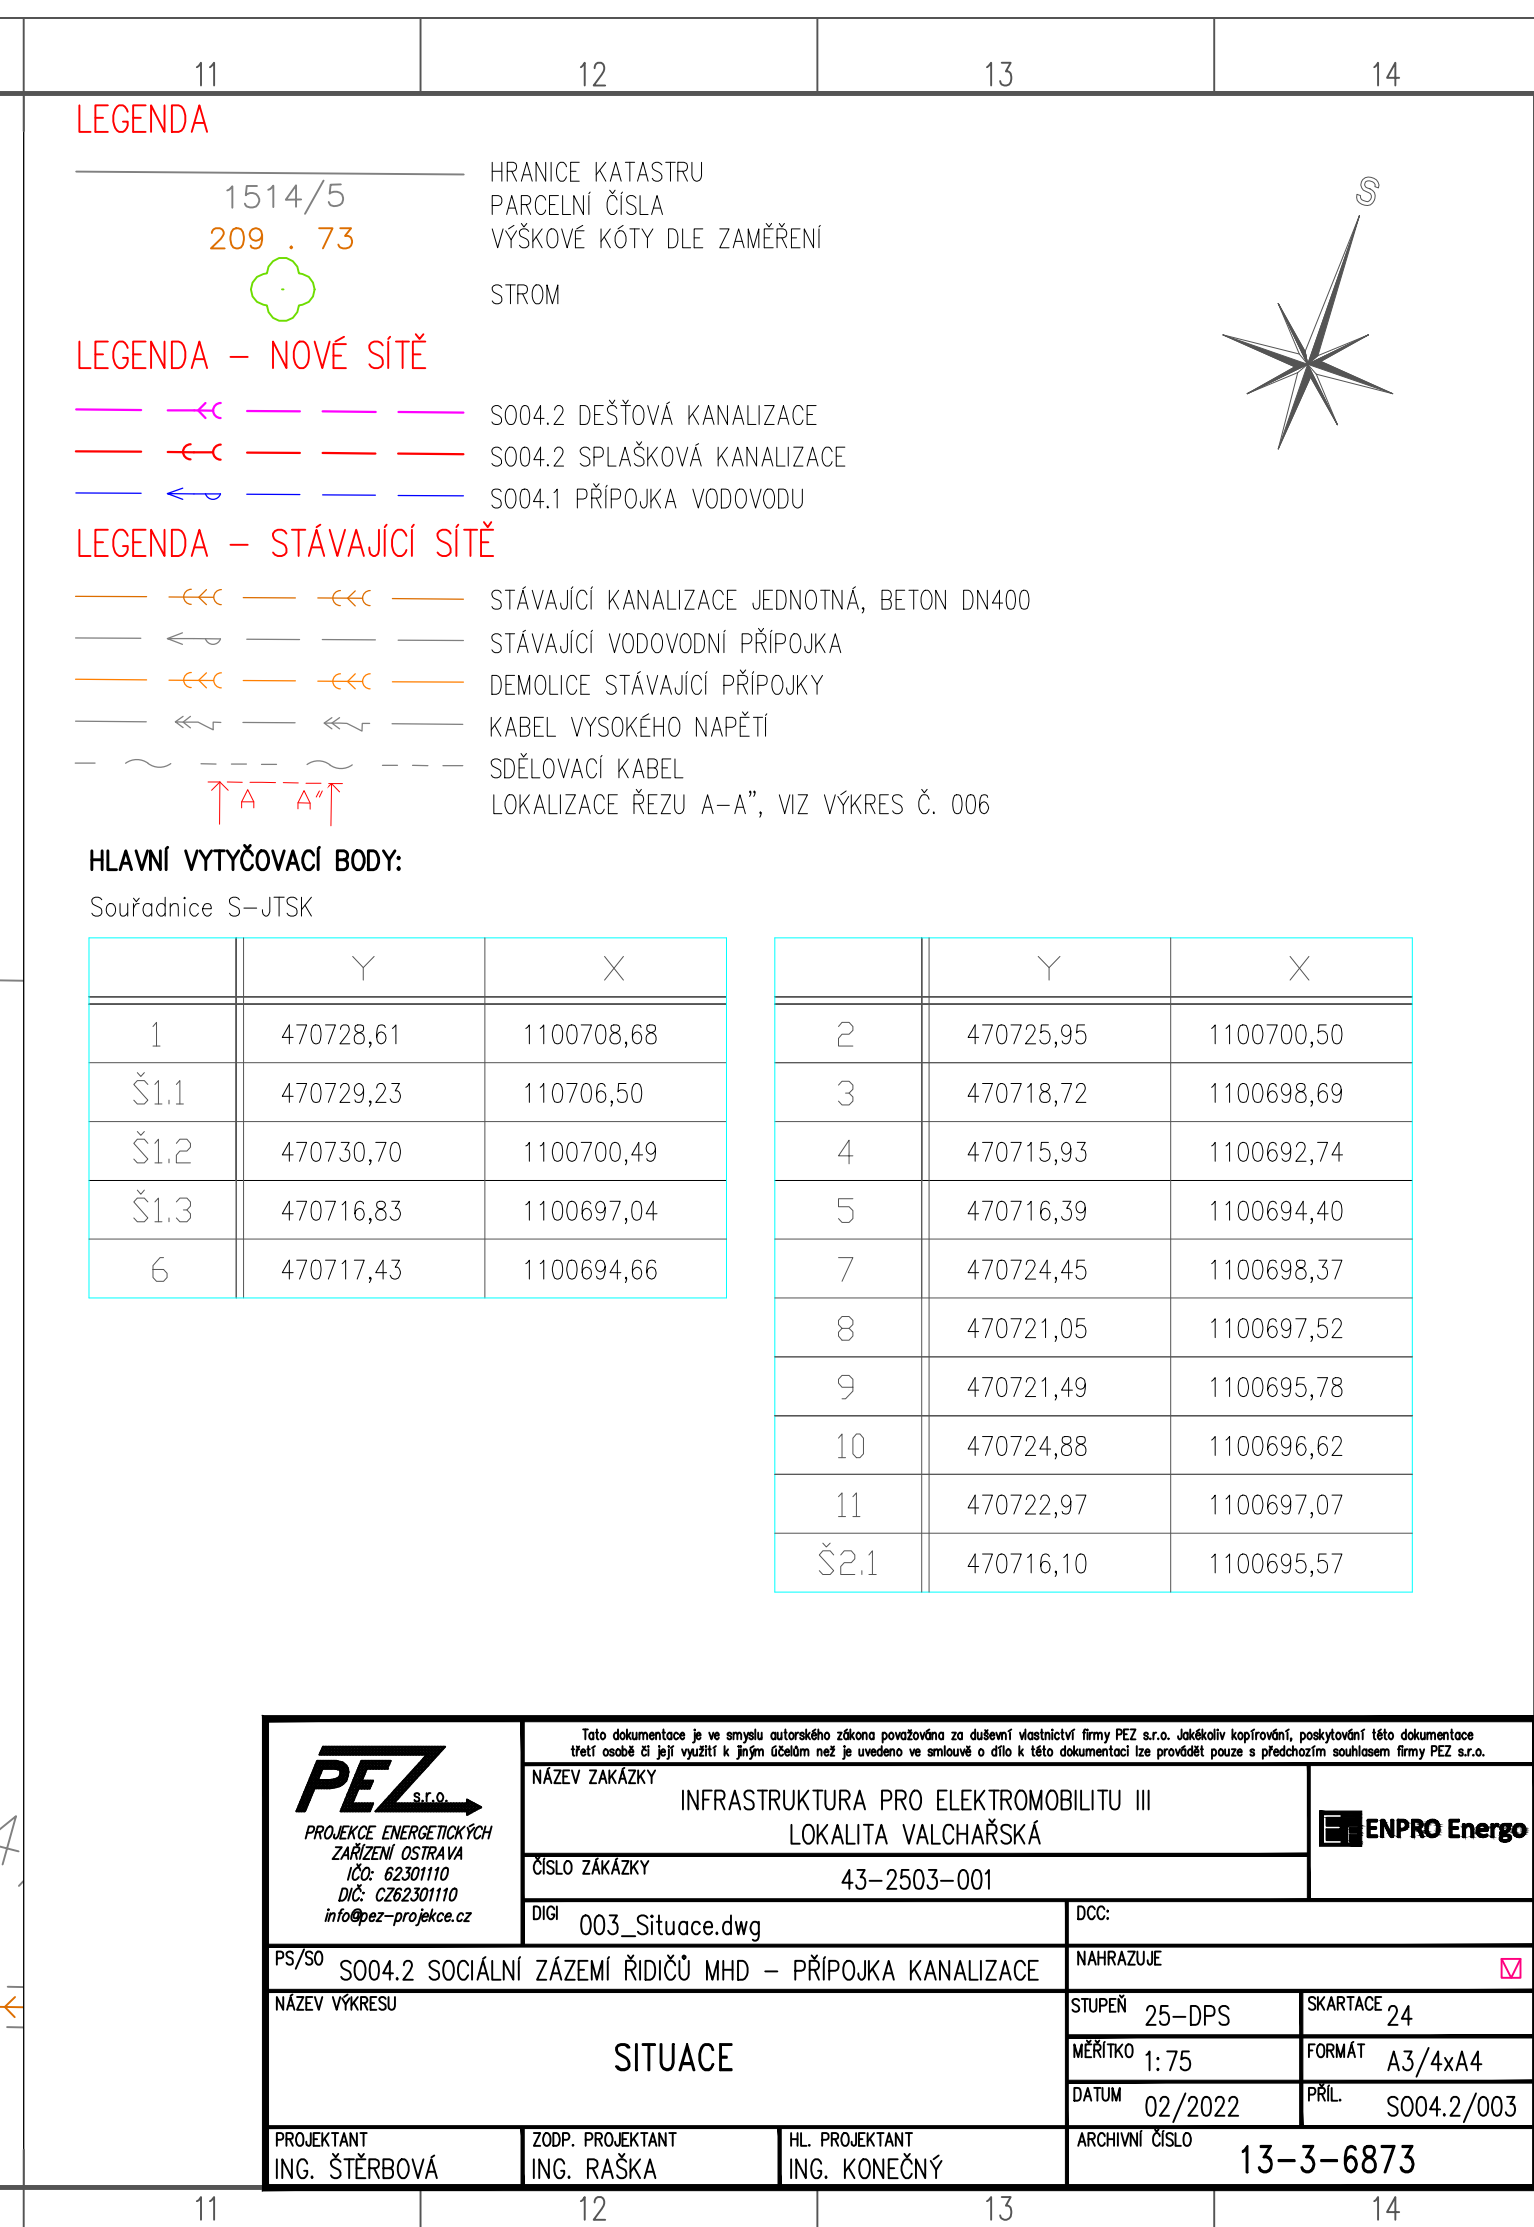 11 12 13 14
LEGENDA
HRANICE KATASTRU
1514/5 PARCELNÍ ČÍSLA
209 . 73 VÝŠKOVÉ KÓTY DLE ZAMĚŘENÍ
STROM
S
LEGENDA – NOVÉ SÍTĚ
SO04.2 DEŠŤOVÁ KANALIZACE
SO04.2 SPLAŠKOVÁ KANALIZACE
SO04.1 PŘÍPOJKA VODOVODU
LEGENDA – STÁVAJÍCÍ SÍTĚ
STÁVAJÍCÍ KANALIZACE JEDNOTNÁ, BETON DN400
STÁVAJÍCÍ VODOVODNÍ PŘÍPOJKA
DEMOLICE STÁVAJÍCÍ PŘÍPOJKY
KABEL VYSOKÉHO NAPĚTÍ
SDĚLOVACÍ KABEL
A A" LOKALIZACE ŘEZU A–A”, VIZ VÝKRES Č. 006
HLAVNÍ VYTYČOVACÍ BODY:
Souřadnice S–JTSK
Y X
1 470728,61 1100708,68
Š1.1 470729,23 110706,50
Š1.2 470730,70 1100700,49
Š1.3 470716,83 1100697,04
6 470717,43 1100694,66
Y X
2 470725,95 1100700,50
3 470718,72 1100698,69
4 470715,93 1100692,74
5 470716,39 1100694,40
7 470724,45 1100698,37
8 470721,05 1100697,52
9 470721,49 1100695,78
10 470724,88 1100696,62
11 470722,97 1100697,07
Š2.1 470716,10 1100695,57
PEZ s.r.o.
PROJEKCE ENERGETICKÝCH
ZAŘÍZENÍ OSTRAVA
IČO: 62301110
DIČ: CZ62301110
info@pez–projekce.cz
Tato dokumentace je ve smyslu autorského zákona považována za duševní vlastnictví firmy PEZ s.r.o. Jakékoliv kopírování, poskytování této dokumentace
třetí osobě či její využití k jiným účelům než je uvedeno ve smlouvě o dílo k této dokumentaci lze provádět pouze s předchozím souhlasem firmy PEZ s.r.o.
NÁZEV ZAKÁZKY
INFRASTRUKTURA PRO ELEKTROMOBILITU III
LOKALITA VALCHAŘSKÁ
ENPRO Energo
ČÍSLO ZÁKÁZKY
43–2503–001
DIGI 003_Situace.dwg
DCC:
PS/SO SO04.2 SOCIÁLNÍ ZÁZEMÍ ŘIDIČŮ MHD – PŘÍPOJKA KANALIZACE
NAHRAZUJE
NÁZEV VÝKRESU
SITUACE
STUPEŇ 25–DPS
SKARTACE 24
MĚŘÍTKO 1:75
FORMÁT A3/4xA4
DATUM 02/2022
PŘÍL. SO04.2/003
PROJEKTANT
ING. ŠTĚRBOVÁ
ZODP. PROJEKTANT
ING. RAŠKA
HL. PROJEKTANT
ING. KONEČNÝ
ARCHIVNÍ ČÍSLO
13–3–6873
11 12 13 14